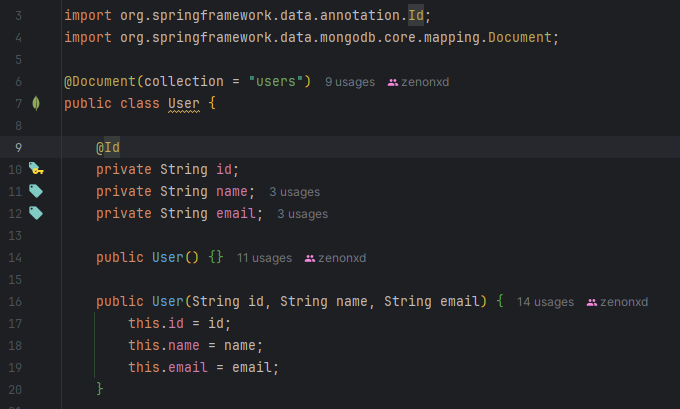 3 import org.springframework.data.annotation.Id;
4 import org.springframework.data.mongodb.core.mapping.Document;
5
6 @Document(collection = "users") 9 usages zenonxd
7 public class User {
8
9 @Id
10 private String id;
11 private String name; 3 usages
12 private String email; 3 usages
13
14 public User() {} 11 usages zenonxd
15
16 public User(String id, String name, String email) { 14 usages zenonxd
17 this.id = id;
18 this.name = name;
19 this.email = email;
20 }